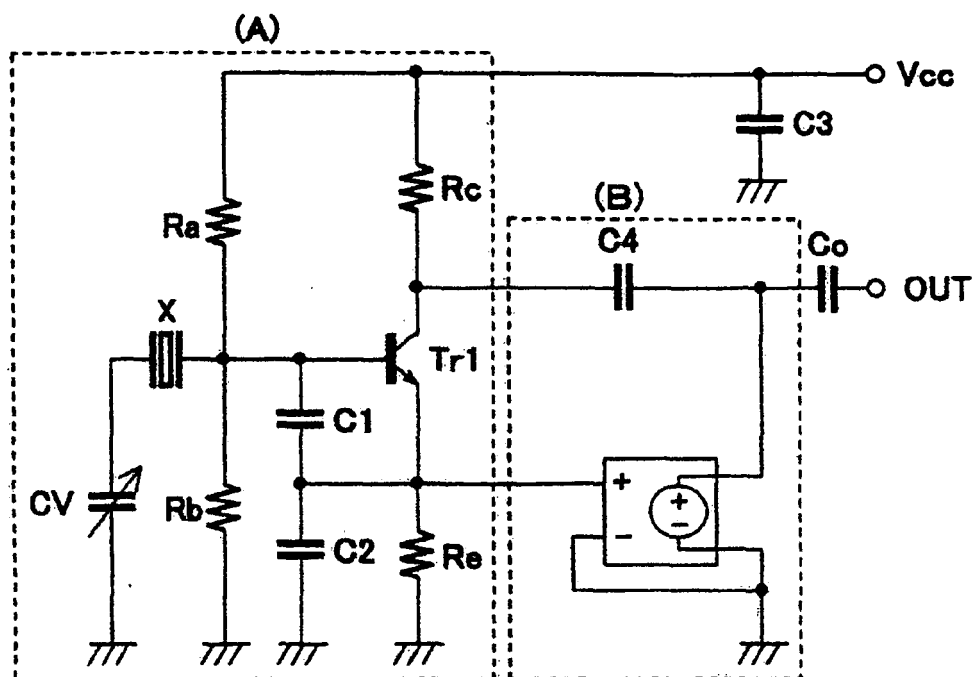 (A)
Vcc
C3
Rc
(B)
Ra
C4
Co
OUT
X
Tr1
C1
CV
Rb
C2
Re
+
-
+
-